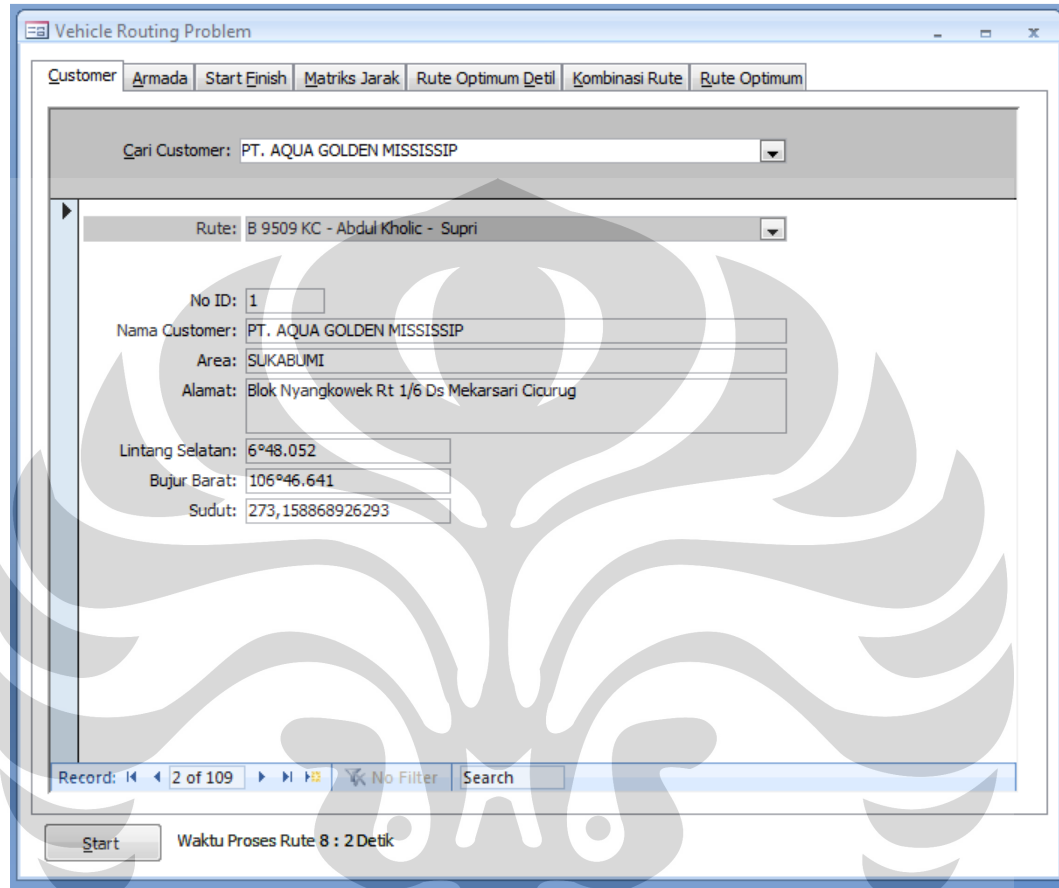 Vehicle Routing Problem
Customer Armada Start Finish Matriks Jarak Rute Optimum Detil Kombinasi Rute Rute Optimum
Cari Customer: PT. AQUA GOLDEN MISSISSIP
Rute: B 9509 KC - Abdul Kholic - Supri
No ID: 1
Nama Customer: PT. AQUA GOLDEN MISSISSIP
Area: SUKABUMI
Alamat: Blok Nyangkowek Rt 1/6 Ds Mekarsari Cicurug
Lintang Selatan: 6°48.052
Bujur Barat: 106°46.641
Sudut: 273,158868926293
Record: 2 of 109 No Filter Search
Start Waktu Proses Rute 8 : 2 Detik